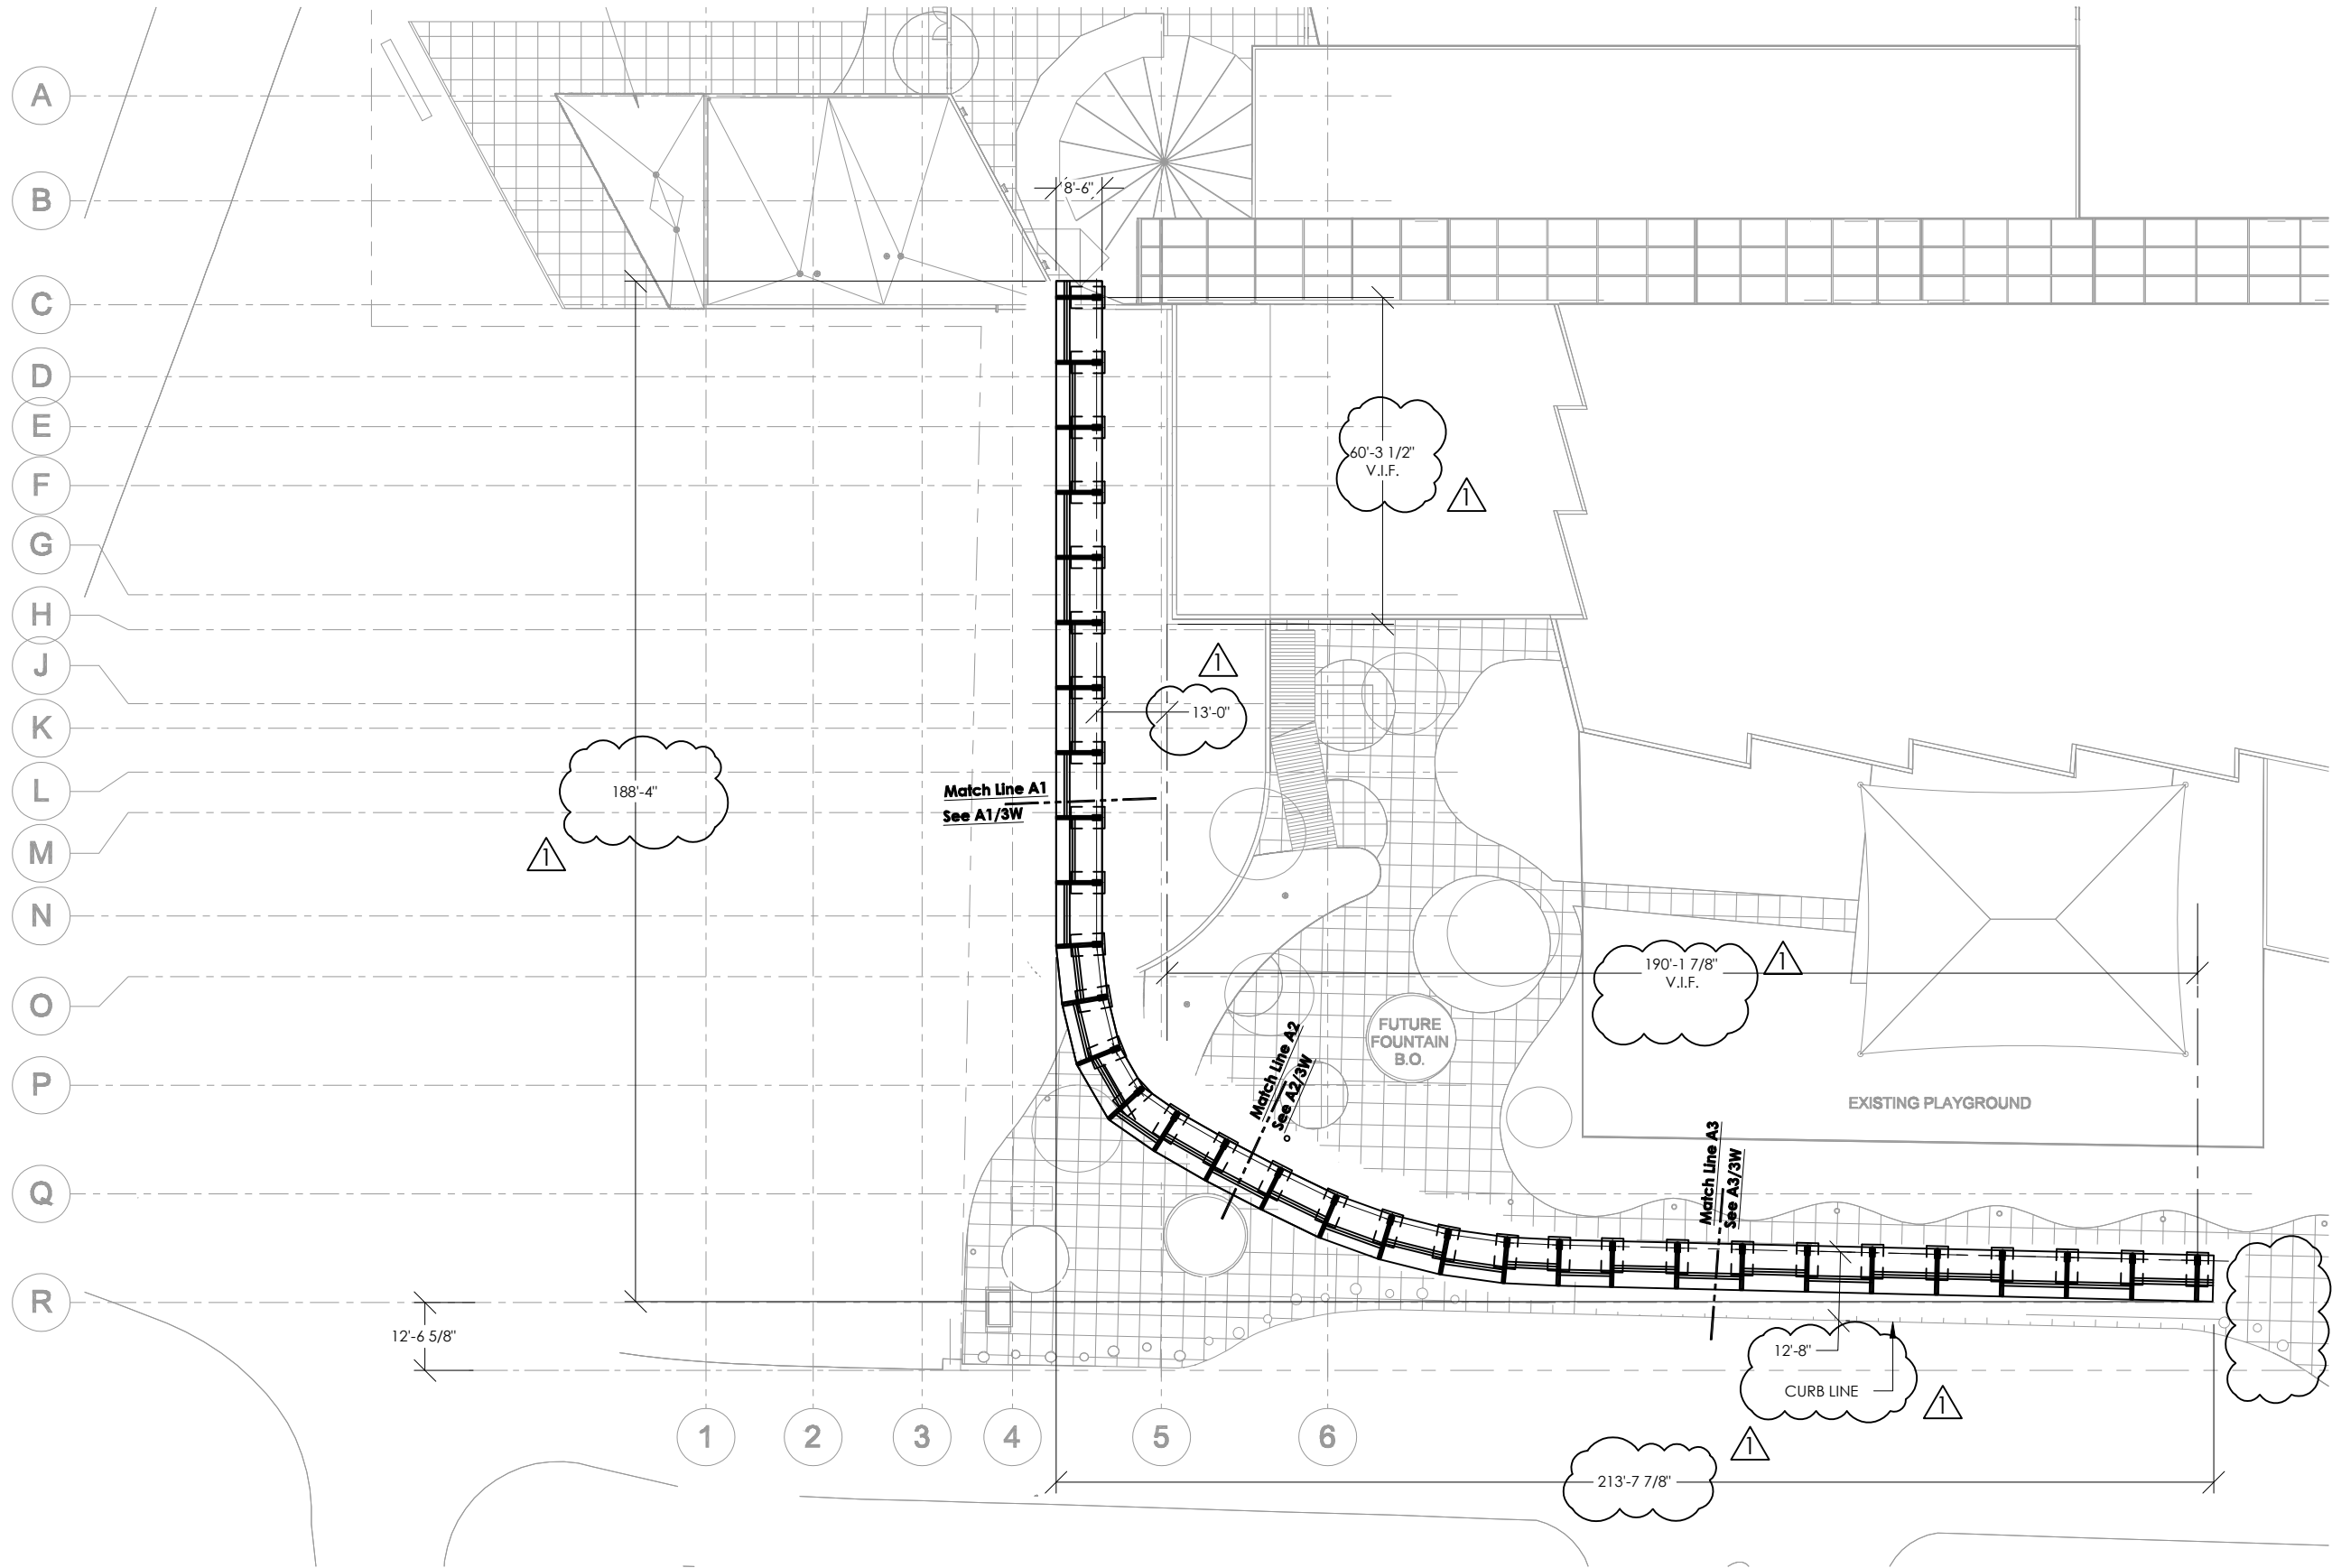 A
B
8'-6"
C
D
E
60'-3 1/2"
V.I.F.
F
1
G
H
J
1
K
13'-0"
L
188'-4"
Match Line A1
See A1/3W
M
1
N
190'-1 7/8"
V.I.F.
1
O
FUTURE
FOUNTAIN
B.O.
Match Line A2
See A2/3W
P
EXISTING PLAYGROUND
Match Line A3
See A3/3W
Q
R
12'-6 5/8"
12'-8"
CURB LINE
1
1
2
3
4
5
6
1
213'-7 7/8"